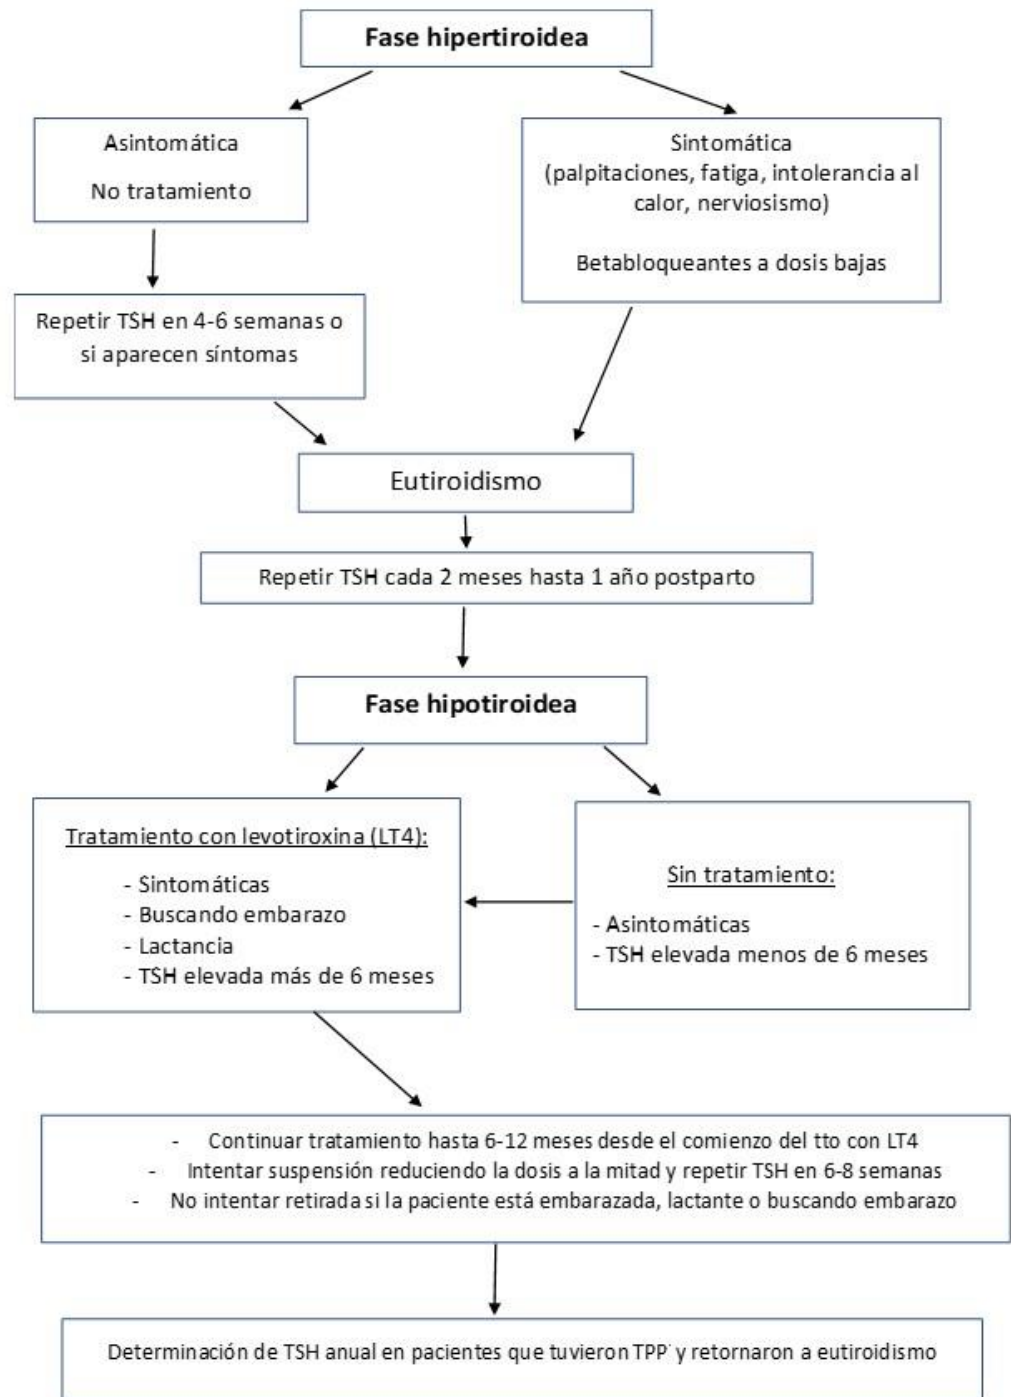 Fase hipertiroidea
Asintomática
No tratamiento
Sintomática
(palpitaciones, fatiga, intolerancia al
calor, nerviosismo)
Betabloqueantes a dosis bajas
Repetir TSH en 4-6 semanas o
si aparecen síntomas
Eutiroidismo
Repetir TSH cada 2 meses hasta 1 año postparto
Fase hipotiroidea
Tratamiento con levotiroxina (LT4):
- Sintomáticas
- Buscando embarazo
- Lactancia
- TSH elevada más de 6 meses
Sin tratamiento:
- Asintomáticas
- TSH elevada menos de 6 meses
- Continuar tratamiento hasta 6-12 meses desde el comienzo del tto con LT4
- Intentar suspensión reduciendo la dosis a la mitad y repetir TSH en 6-8 semanas
- No intentar retirada si la paciente está embarazada, lactante o buscando embarazo
Determinación de TSH anual en pacientes que tuvieron TPP y retornaron a eutiroidismo